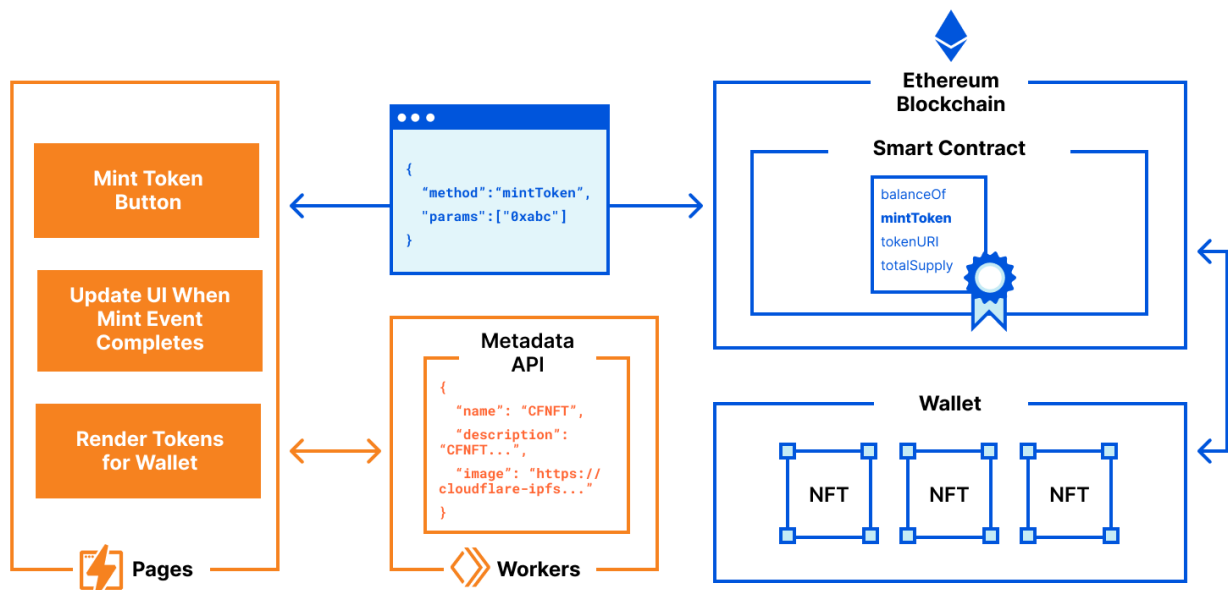 Mint Token
Button
Update UI When
Mint Event
Completes
Render Tokens
for Wallet
Pages
{
“method”:“mintToken”,
“params”:["0xabc"]
}
Metadata
API
{
“name”: “CFNFT”,
“description”:
“CFNFT...”,
“image”: “https://
cloudflare-ipfs..."
}
Workers
Ethereum
Blockchain
Smart Contract
balanceOf
mintToken
tokenURI
totalSupply
Wallet
NFT
NFT
NFT